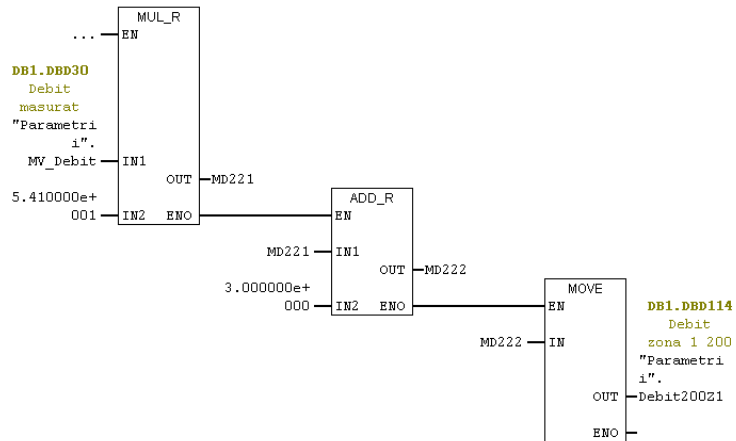 MUL_R
... EN
DB1.DBD30
Debit
masurat
"Parametri
i".
MV_Debit IN1
OUT MD221
5.410000e+
001 IN2 ENO
ADD_R
EN
MD221 IN1
OUT MD222
3.000000e+
000 IN2 ENO
MOVE
EN
DB1.DBD114
Debit
zona 1 200
MD222 IN
"Parametri
i".
OUT Debit200Z1
ENO